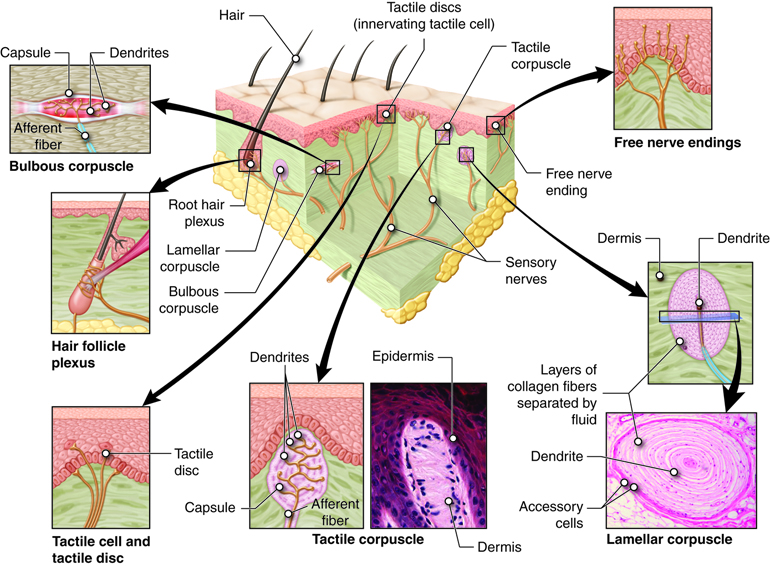 Hair
Tactile discs
(innervating tactile cell)
Tactile
corpuscle
Capsule
Dendrites
Afferent
fiber
Bulbous corpuscle
Free nerve endings
Root hair
plexus
Lamellar
corpuscle
Bulbous
corpuscle
Free nerve
ending
Sensory
nerves
Hair follicle
plexus
Dermis
Dendrite
Layers of
collagen fibers
separated by
fluid
Dendrite
Accessory
cells
Lamellar corpuscle
Tactile
disc
Tactile cell and
tactile disc
Dendrites
Capsule
Afferent
fiber
Epidermis
Dermis
Tactile corpuscle